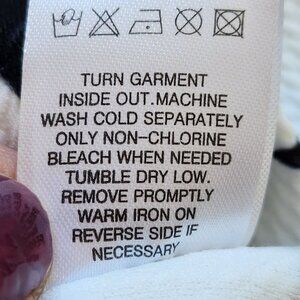 TURN GARMENT
INSIDE OUT.MACHINE
WASH COLD SEPARATELY
ONLY NON-CHLORINE
BLEACH WHEN NEEDED
TUMBLE DRY LOW.
REMOVE PROMPTLY
WARM IRON ON
REVERSE SIDE IF
NECESSARY